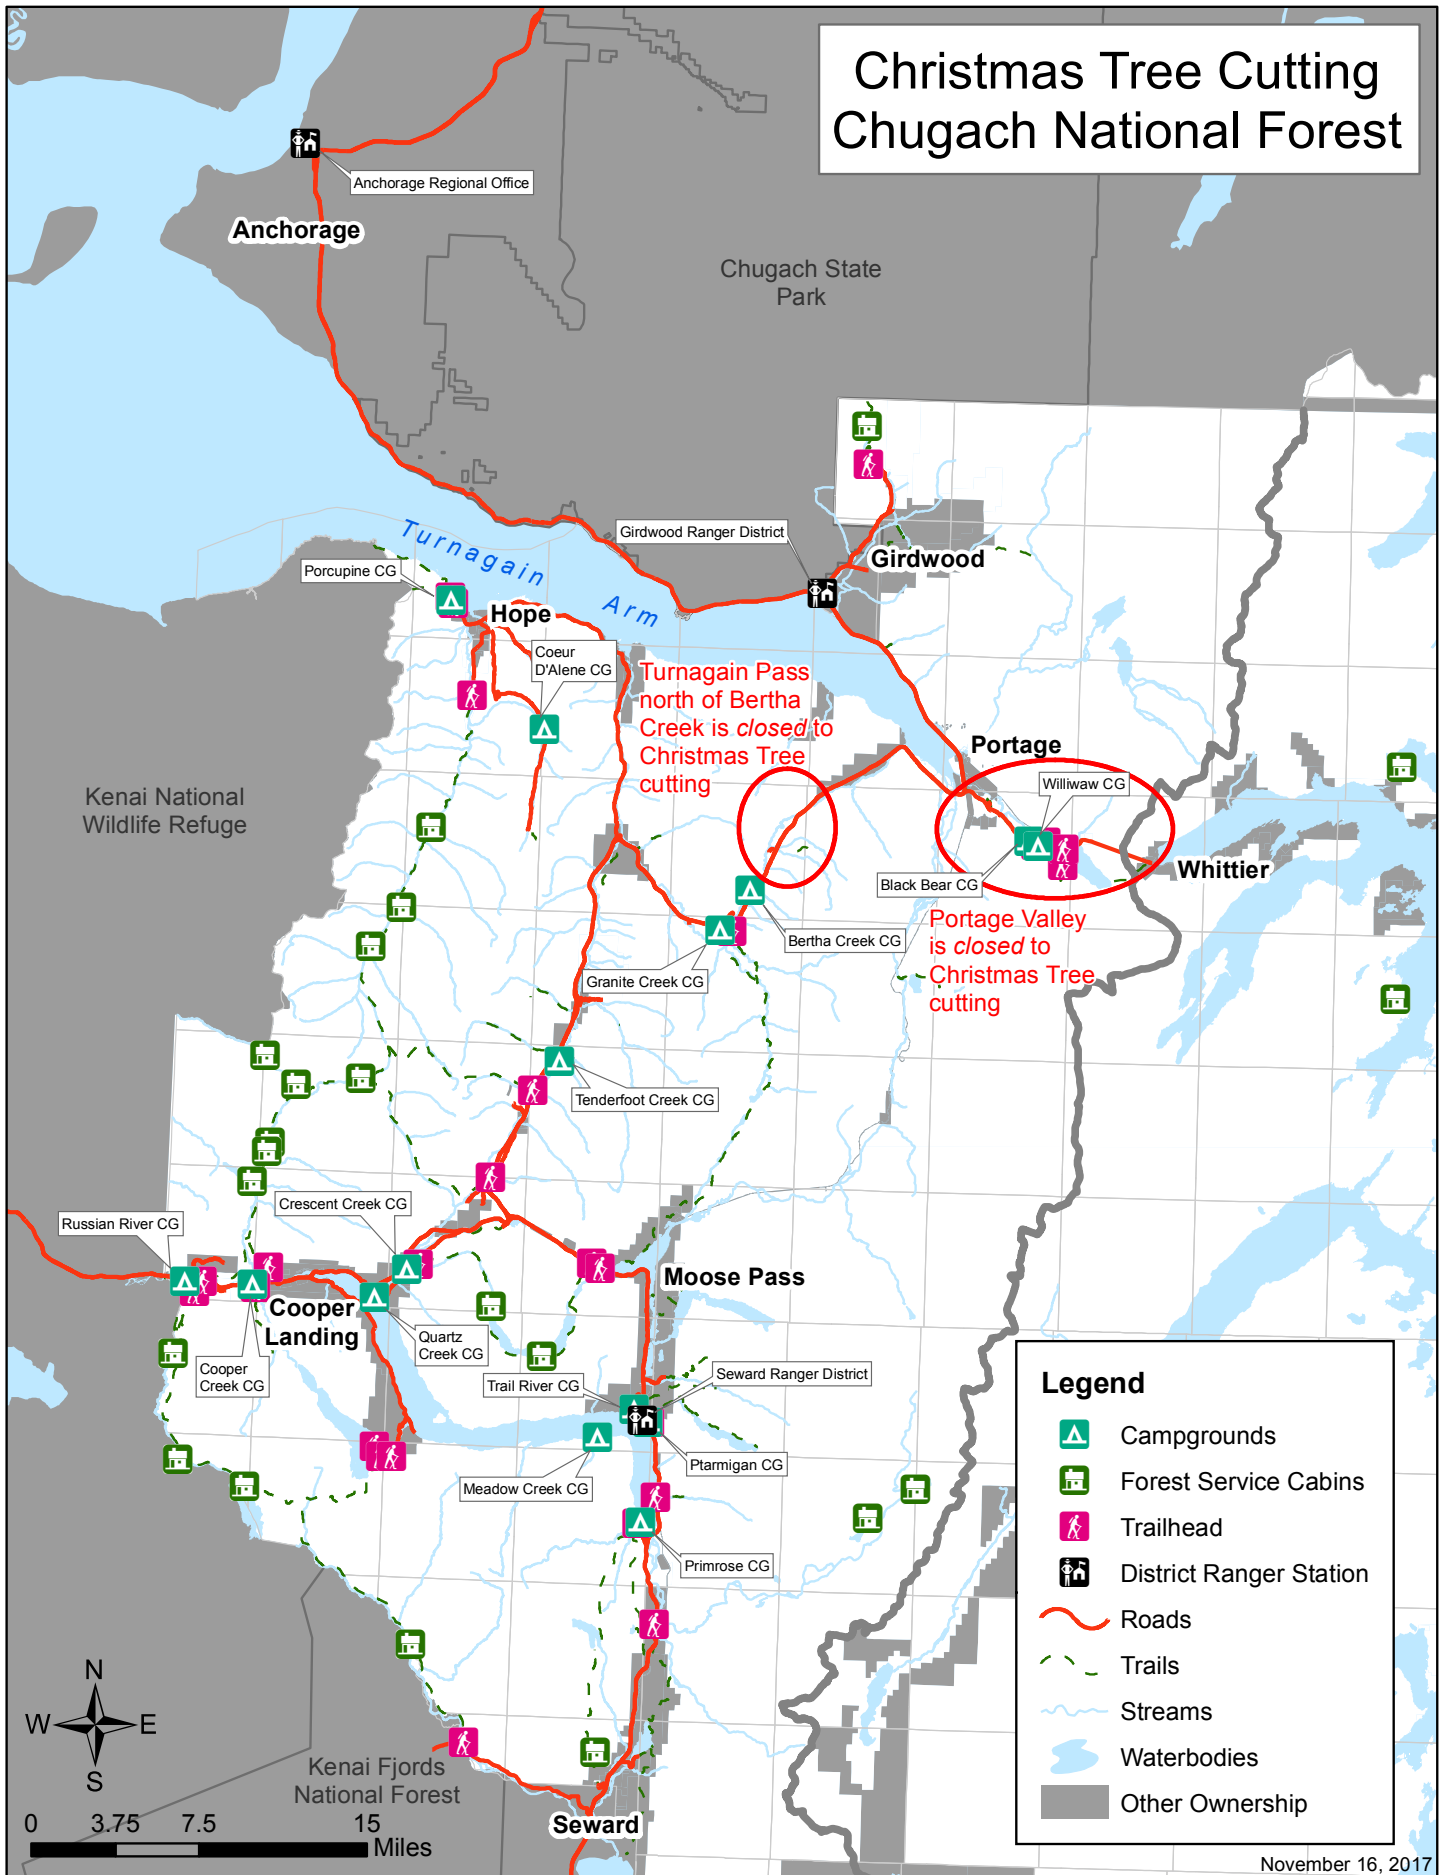 Christmas Tree Cutting
Chugach National Forest
Anchorage Regional Office
Anchorage
Chugach State
Park
Turnagain
Arm
Girdwood Ranger District
Girdwood
Porcupine CG
Hope
Coeur
D'Alene CG
Turnagain Pass
north of Bertha
Creek is closed to
Christmas Tree
cutting
Portage
Williwaw CG
Kenai National
Wildlife Refuge
Whittier
Black Bear CG
Portage Valley
is closed to
Christmas Tree
cutting
Bertha Creek CG
Granite Creek CG
Tenderfoot Creek CG
Crescent Creek CG
Russian River CG
Moose Pass
Cooper
Landing
Quartz
Creek CG
Cooper
Creek CG
Trail River CG
Seward Ranger District
Ptarmigan CG
Meadow Creek CG
Primrose CG
Legend
Campgrounds
Forest Service Cabins
Trailhead
District Ranger Station
Roads
Trails
Streams
Waterbodies
Other Ownership
N
W
E
S
Kenai Fjords
National Forest
Seward
0 3.75 7.5 15
Miles
November 16, 2017